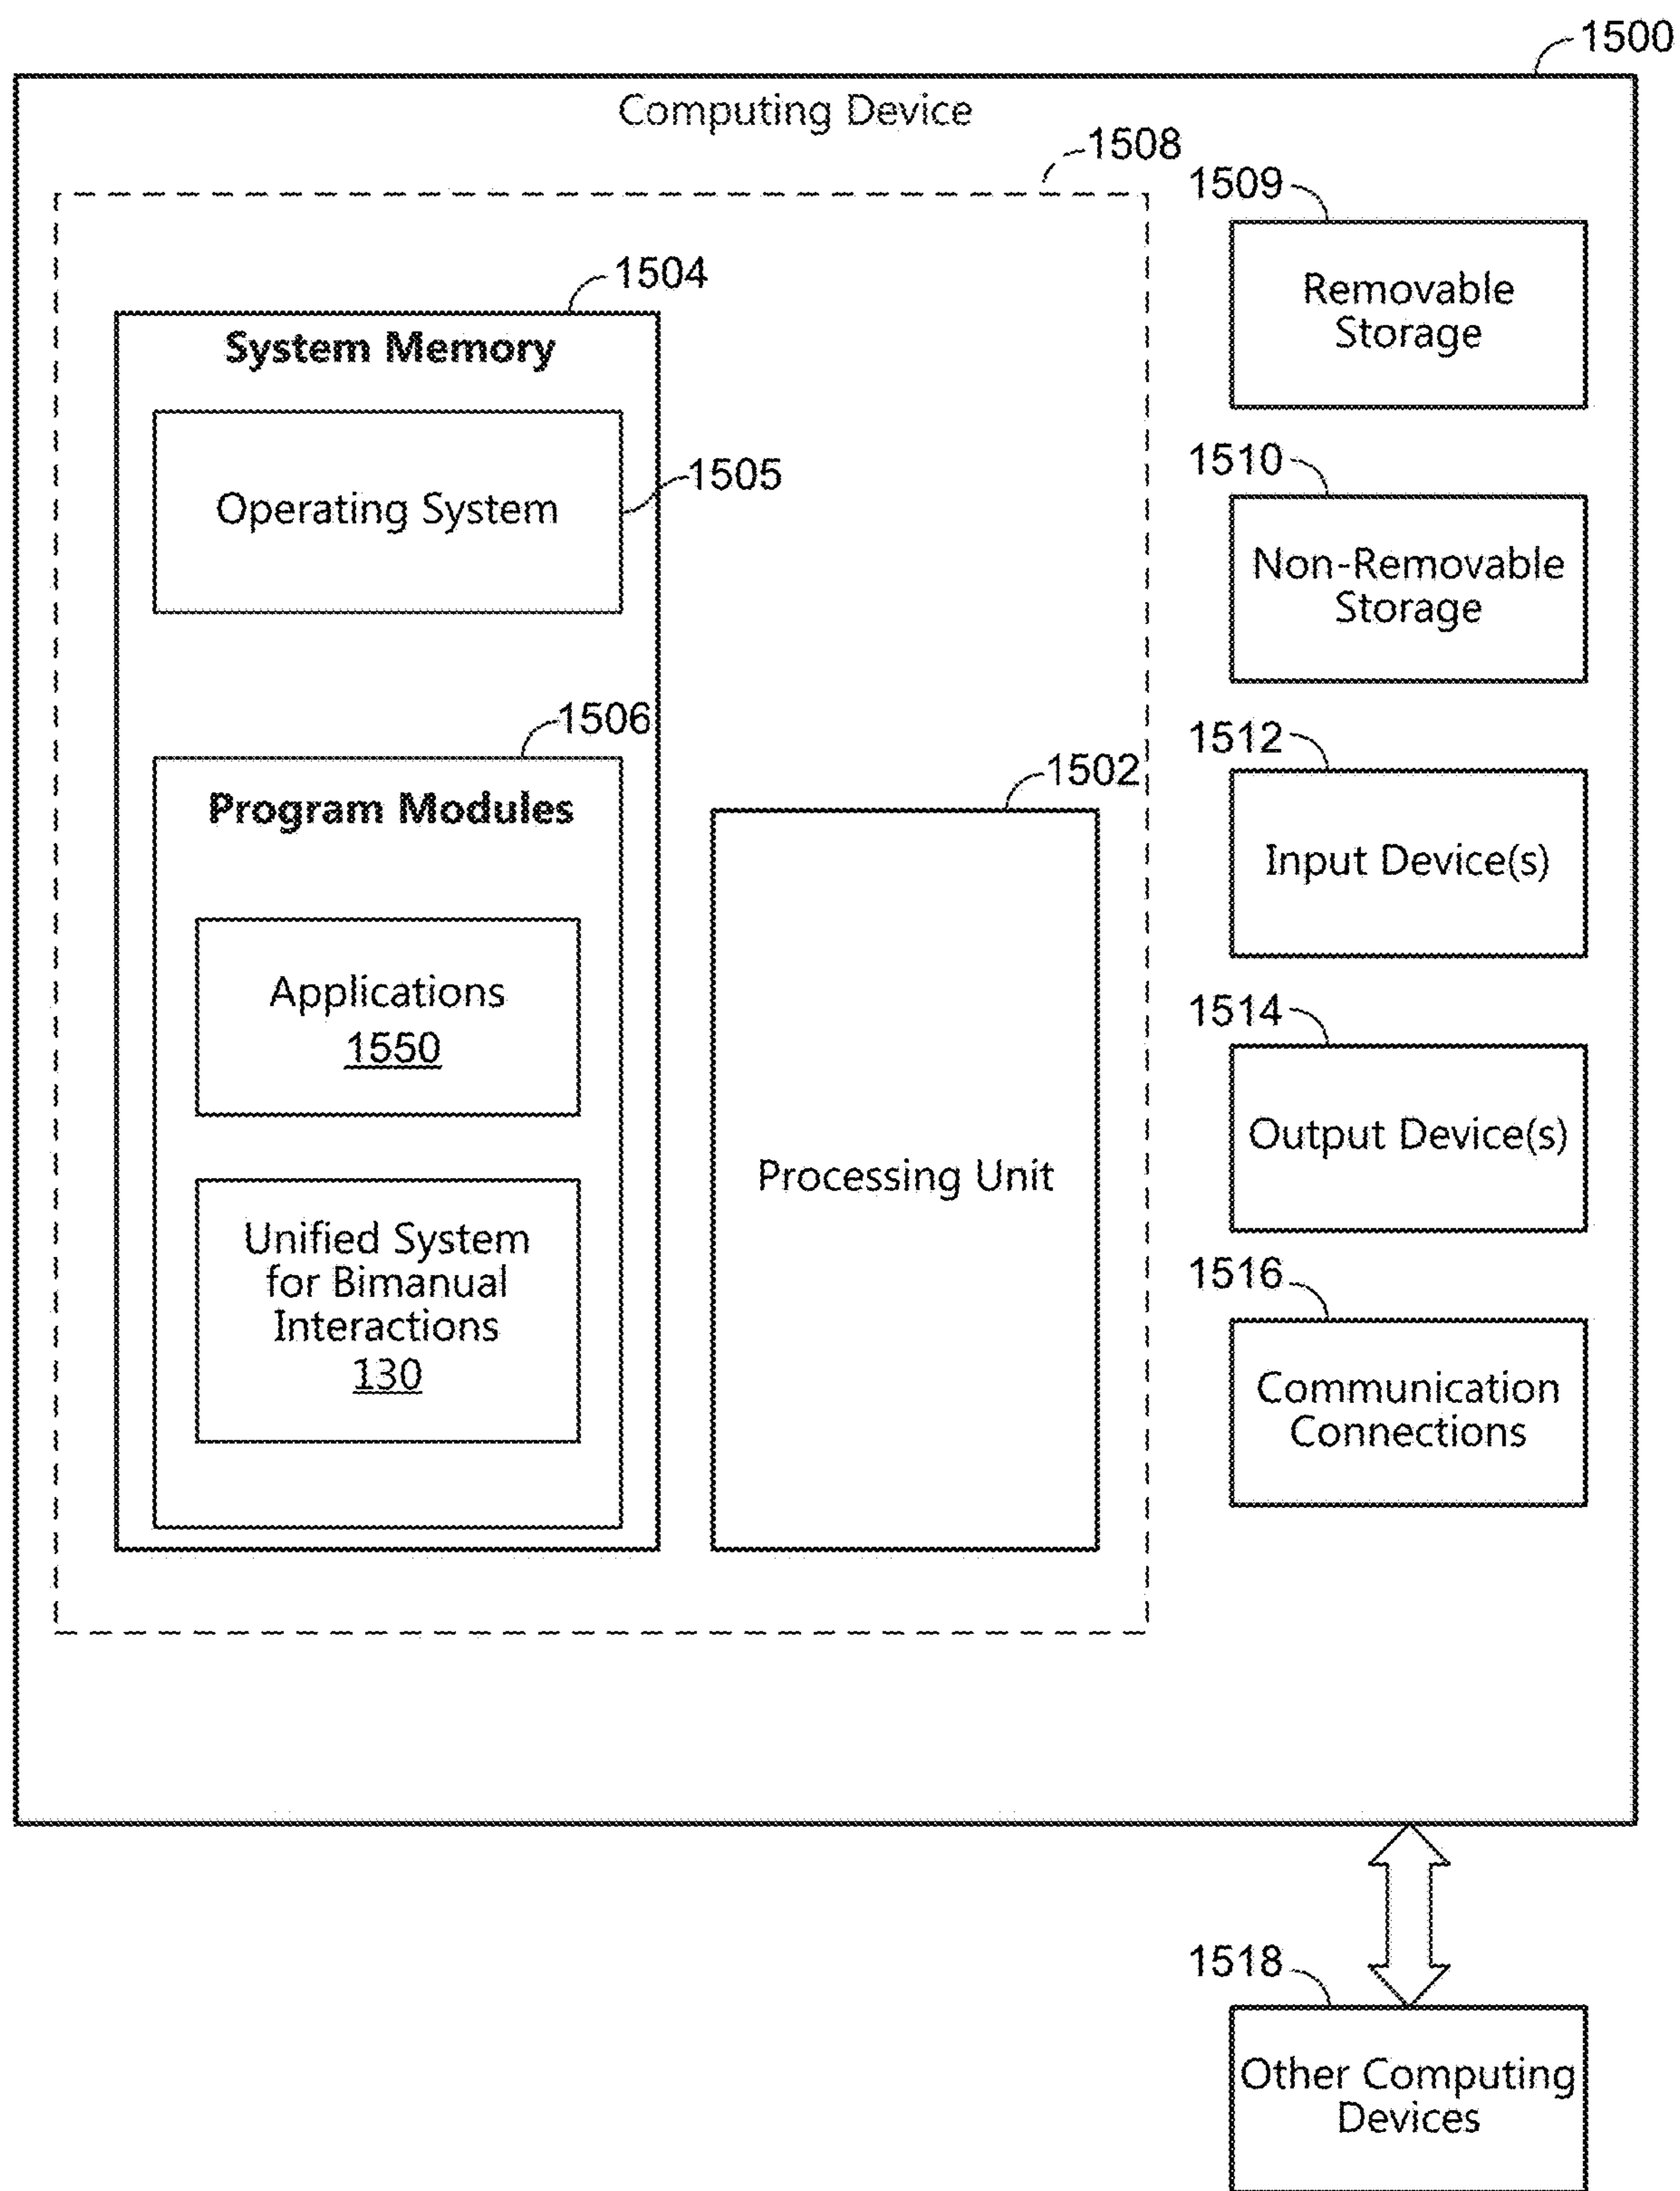 1500
Computing Device
1508
1509
Removable
Storage
1504
System Memory
Operating System
1505
1510
Non-Removable
Storage
1506
Program Modules
1502
1512
Input Device(s)
Applications
1550
Processing Unit
1514
Output Device(s)
Unified System
for Bimanual
Interactions
130
1516
Communication
Connections
1518
Other Computing
Devices